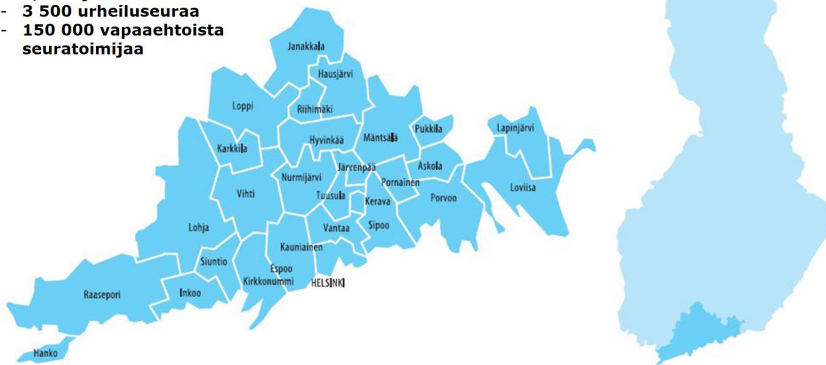 - 3 500 urheiluseuraa
- 150 000 vapaaehtoista
seuratoimijaa
Janakkala
Hausjärvi
Loppi
Riihimäki
Hyvinkää
Mäntsälä
Pukkila
Lapinjärvi
Karkkila
Järvenpää
Askola
Nurmijärvi
Pornainen
Loviisa
Vihti
Tuusula
Kerava
Porvoo
Lohja
Vantaa
Sipoo
Kauniainen
Siuntio
Espoo
Kirkkonummi
HELSINKI
Raasepori
Inkoo
Hanko